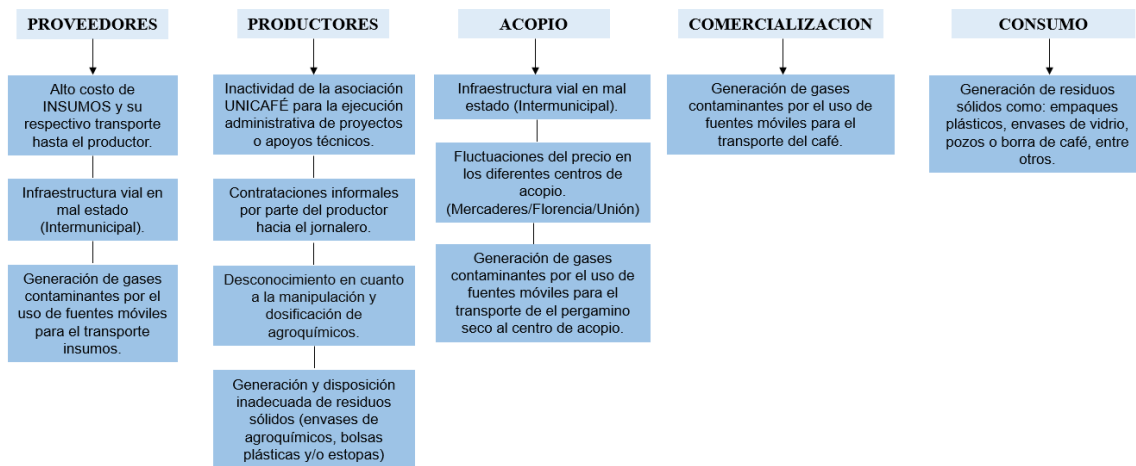 PROVEEDORES
Alto costo de
INSUMOS y su
respectivo transporte
hasta el productor.
Infraestructura vial en
mal estado
(Intermunicipal).
Generación de gases
contaminantes por el
uso de fuentes móviles
para el transporte
insumos.
PRODUCTORES
Inactividad de la asociación
UNICAFÉ para la ejecución
administrativa de proyectos
o apoyos técnicos.
Contrataciones informales
por parte del productor
hacia el jornalero.
Desconocimiento en cuanto
a la manipulación y
dosificación de
agroquímicos.
Generación y disposición
inadecuada de residuos
sólidos (envases de
agroquímicos, bolsas
plásticas y/o estopas)
ACOPIO
Infraestructura vial en mal
estado (Intermunicipal).
Fluctuaciones del precio en
los diferentes centros de
acopio.
(Mercaderes/Florencia/Unión)
Generación de gases
contaminantes por el uso de
fuentes móviles para el
transporte de el pergamino
seco al centro de acopio.
COMERCIALIZACION
Generación de gases
contaminantes por el uso de
fuentes móviles para el
transporte del café.
CONSUMO
Generación de residuos
sólidos como: empaques
plásticos, envases de vidrio,
pozos o borra de café, entre
otros.